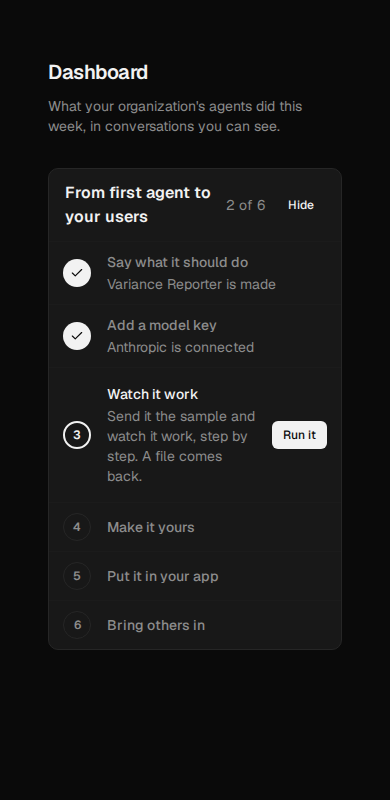 Dashboard
What your organization's agents did this
week, in conversations you can see.
From first agent to
your users
2 of 6
Hide
Say what it should do
Variance Reporter is made
Add a model key
Anthropic is connected
3
Watch it work
Send it the sample and
watch it work, step by
step. A file comes
back.
Run it
4
Make it yours
5
Put it in your app
6
Bring others in